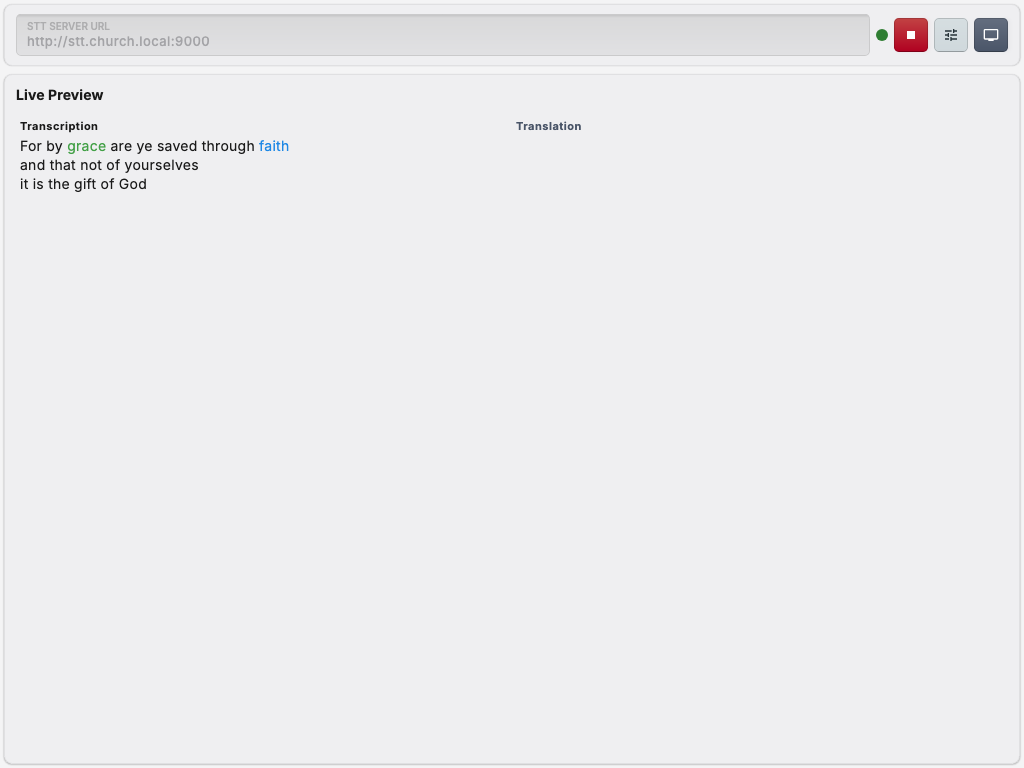 STT SERVER URL
http://stt.church.local:9000
Live Preview
Transcription
For by grace are ye saved through faith
and that not of yourselves
it is the gift of God
Translation